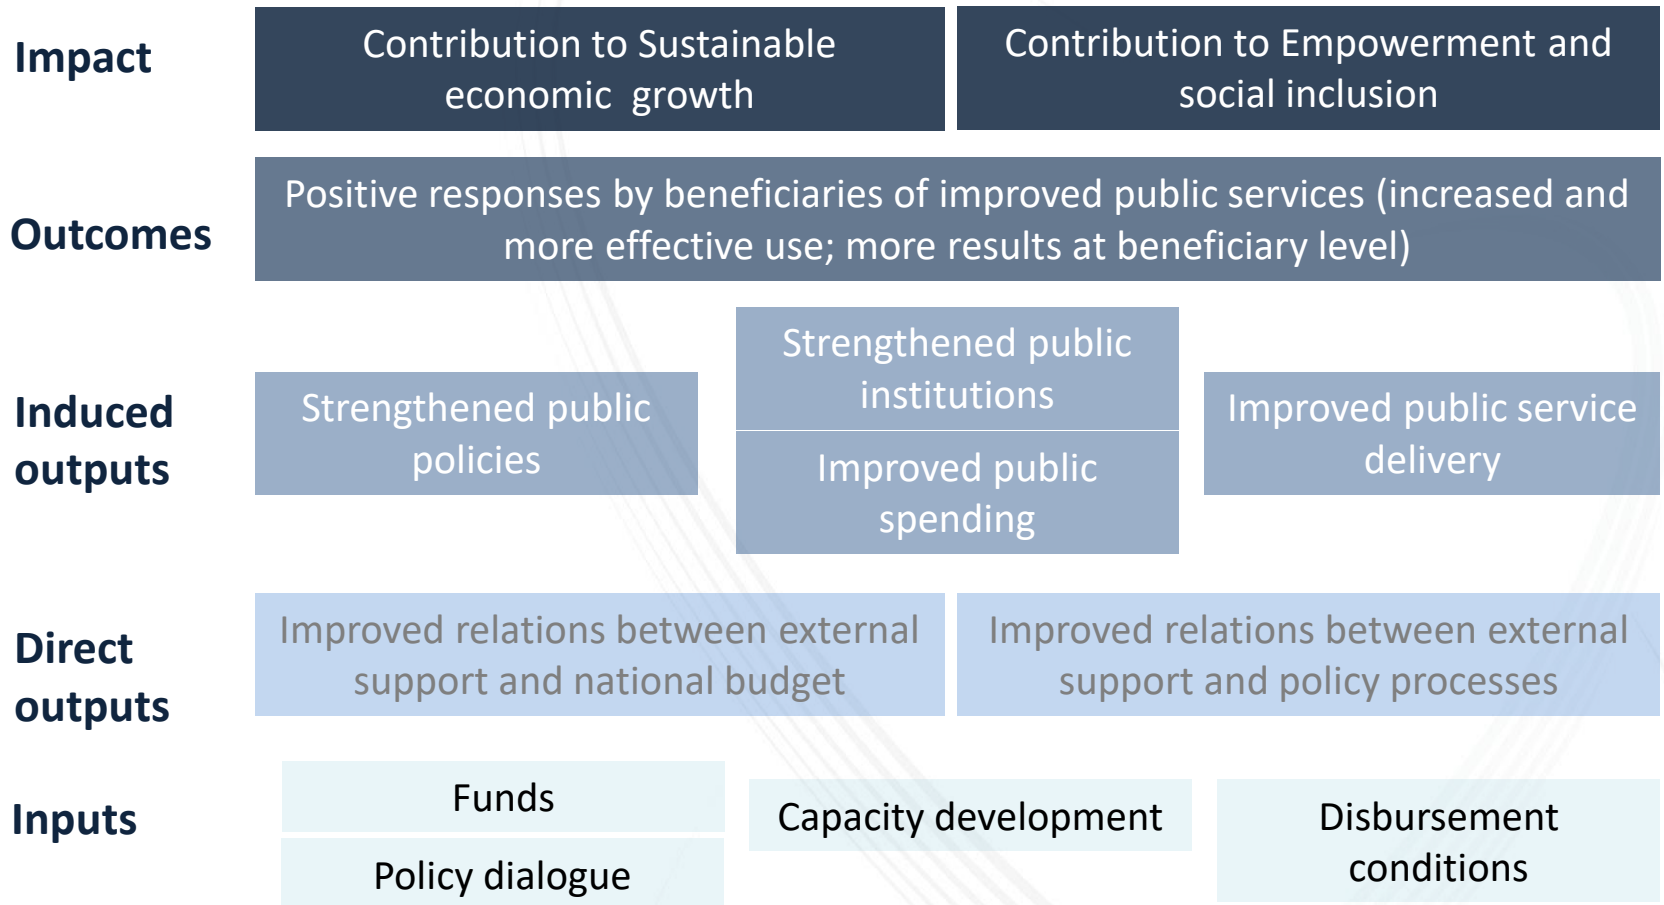 Impact
Contribution to Sustainable
economic growth
Contribution to Empowerment and
social inclusion
Outcomes
Positive responses by beneficiaries of improved public services (increased and
more effective use; more results at beneficiary level)
Induced
outputs
Strengthened public
policies
Strengthened public
institutions
Improved public
spending
Improved public service
delivery
Direct
outputs
Improved relations between external
support and national budget
Improved relations between external
support and policy processes
Inputs
Funds
Policy dialogue
Capacity development
Disbursement
conditions